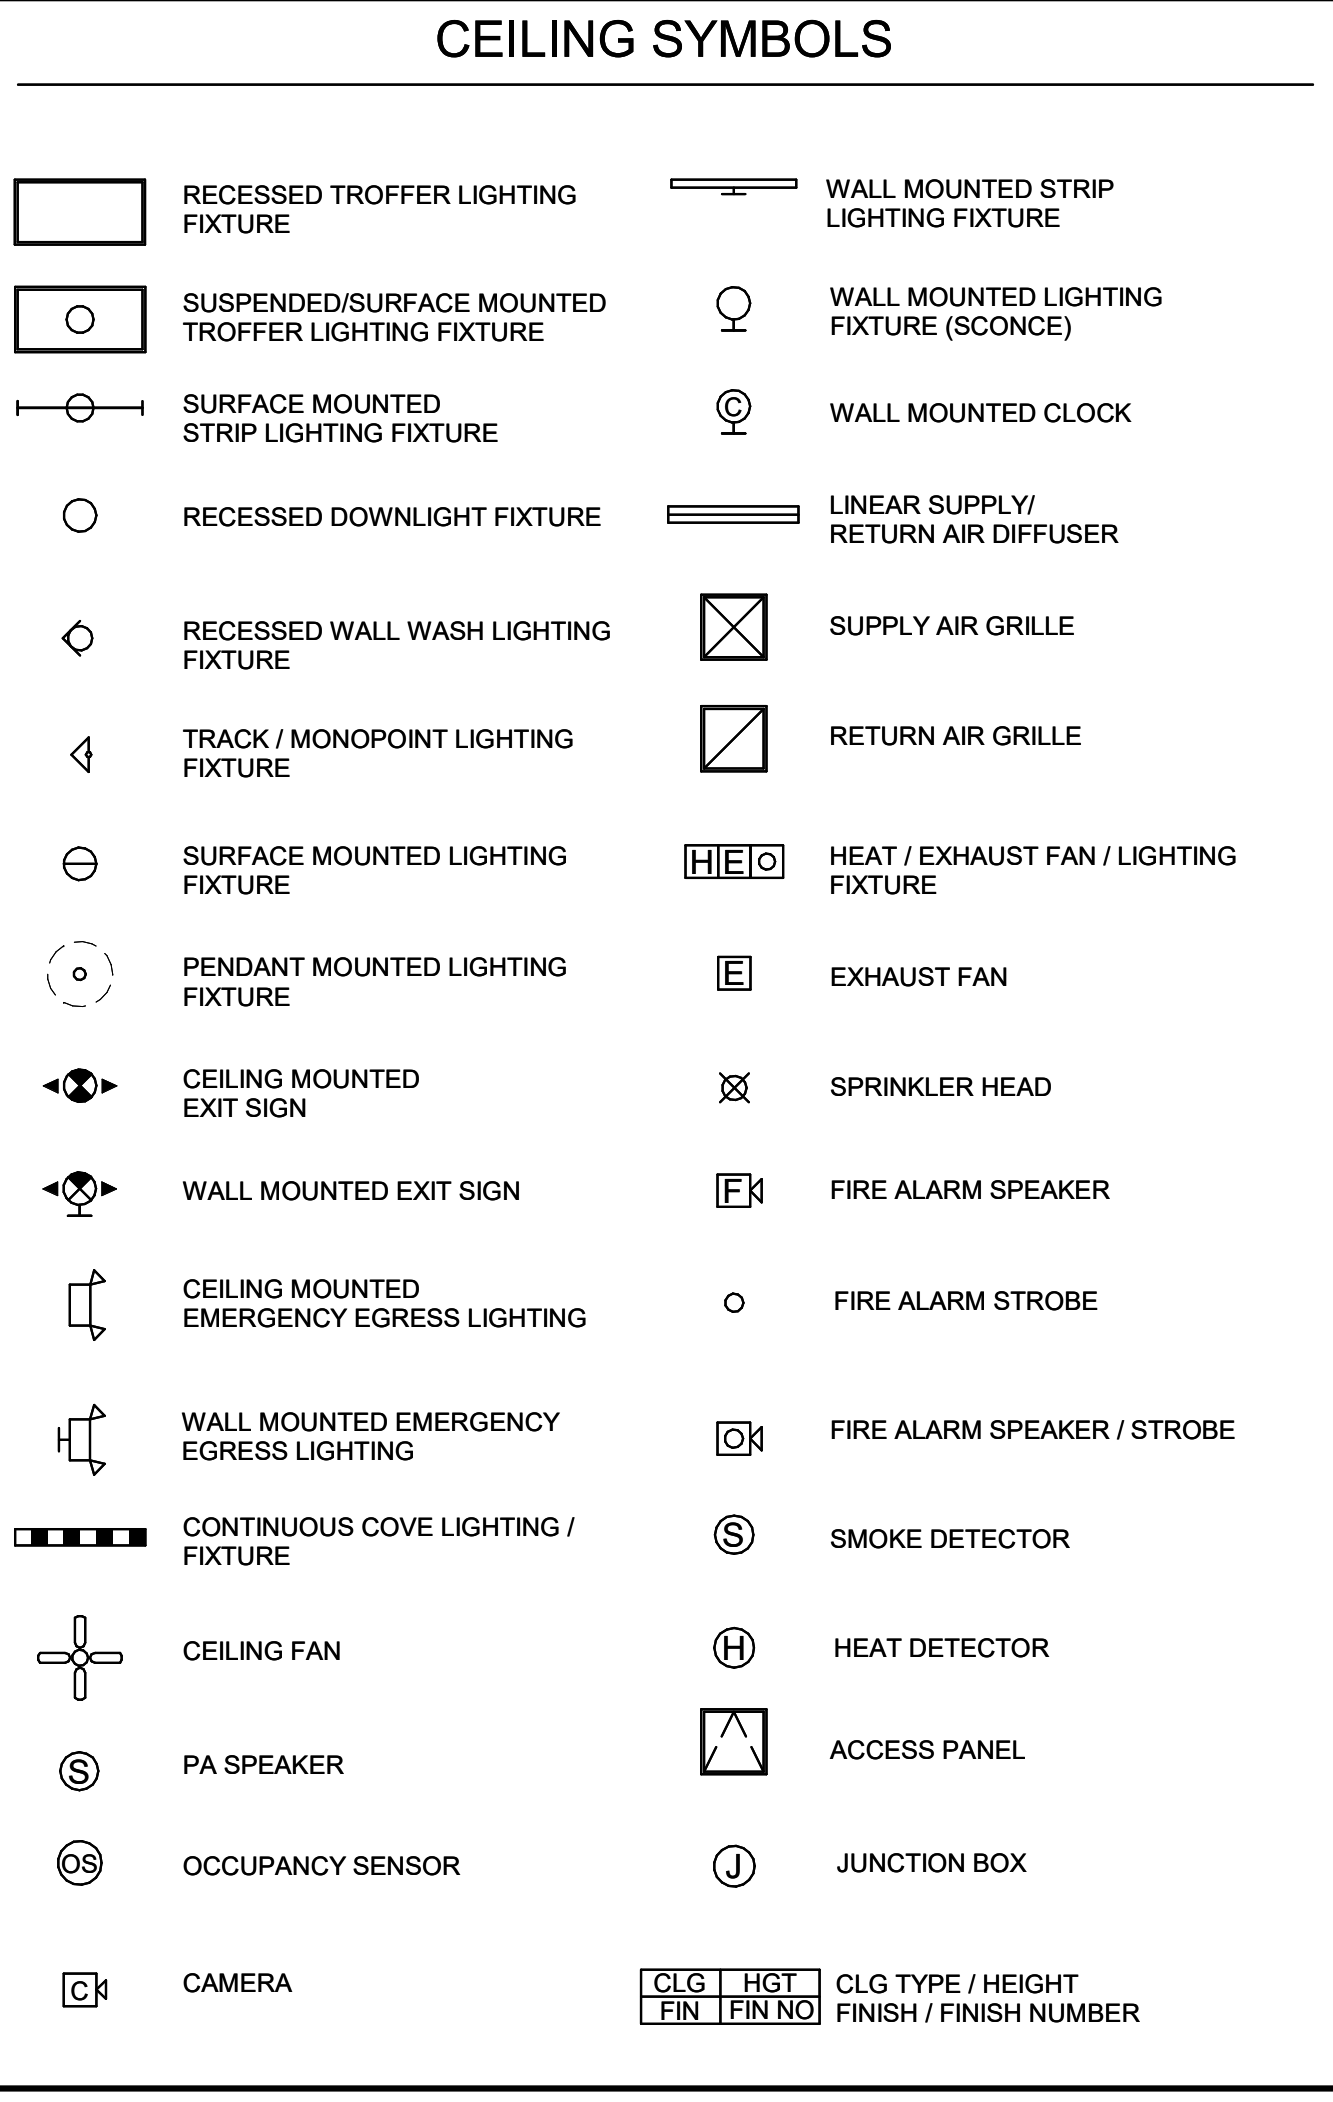 CEILING SYMBOLS
RECESSED TROFFER LIGHTING
FIXTURE
SUSPENDED/SURFACE MOUNTED
TROFFER LIGHTING FIXTURE
SURFACE MOUNTED
STRIP LIGHTING FIXTURE
RECESSED DOWNLIGHT FIXTURE
RECESSED WALL WASH LIGHTING
FIXTURE
TRACK / MONOPOINT LIGHTING
FIXTURE
SURFACE MOUNTED LIGHTING
FIXTURE
PENDANT MOUNTED LIGHTING
FIXTURE
CEILING MOUNTED
EXIT SIGN
WALL MOUNTED EXIT SIGN
CEILING MOUNTED
EMERGENCY EGRESS LIGHTING
WALL MOUNTED EMERGENCY
EGRESS LIGHTING
CONTINUOUS COVE LIGHTING /
FIXTURE
CEILING FAN
S PA SPEAKER
OS OCCUPANCY SENSOR
C CAMERA
WALL MOUNTED STRIP
LIGHTING FIXTURE
WALL MOUNTED LIGHTING
FIXTURE (SCONCE)
C WALL MOUNTED CLOCK
LINEAR SUPPLY/
RETURN AIR DIFFUSER
SUPPLY AIR GRILLE
RETURN AIR GRILLE
H E HEAT / EXHAUST FAN / LIGHTING
FIXTURE
E EXHAUST FAN
SPRINKLER HEAD
F FIRE ALARM SPEAKER
FIRE ALARM STROBE
FIRE ALARM SPEAKER / STROBE
S SMOKE DETECTOR
H HEAT DETECTOR
ACCESS PANEL
J JUNCTION BOX
CLG HGT CLG TYPE / HEIGHT
FIN FIN NO FINISH / FINISH NUMBER